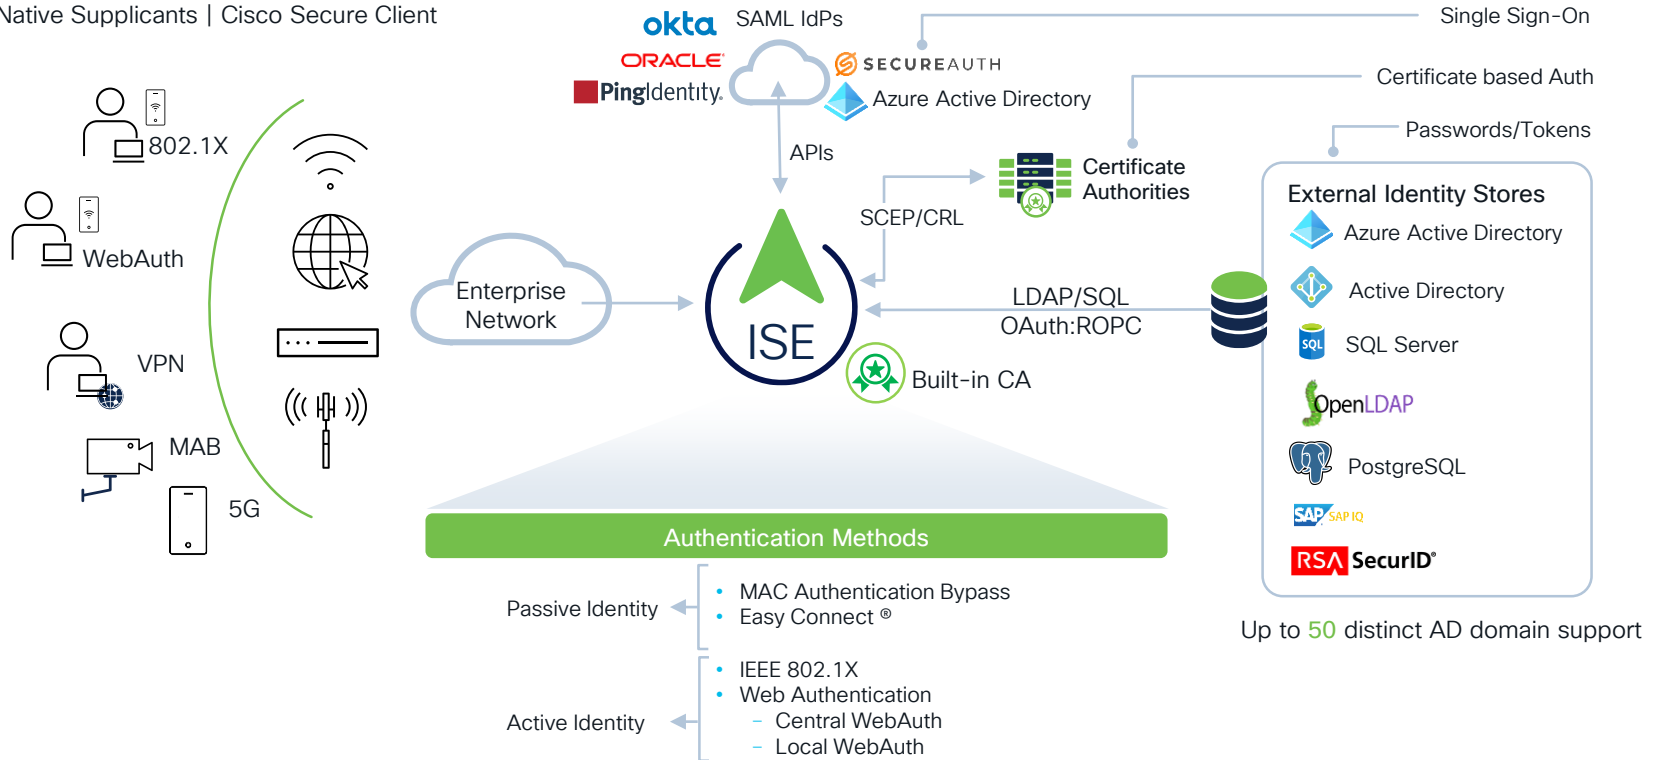 Native Supplicants | Cisco Secure Client
802.1X
WebAuth
VPN
MAB
5G
Enterprise
Network
okta
ORACLE
PingIdentity.
SAML IdPs
SECUREAUTH
Azure Active Directory
APIs
ISE
Built-in CA
SCEP/CRL
Certificate
Authorities
LDAP/SQL
OAuth:ROPC
Single Sign-On
Certificate based Auth
Passwords/Tokens
External Identity Stores
Azure Active Directory
Active Directory
SQL
SQL Server
OpenLDAP
PostgreSQL
SAP SAP IQ
RSA SecurID®
Up to 50 distinct AD domain support
Authentication Methods
Passive Identity
• MAC Authentication Bypass
• Easy Connect ®
Active Identity
• IEEE 802.1X
• Web Authentication
– Central WebAuth
– Local WebAuth